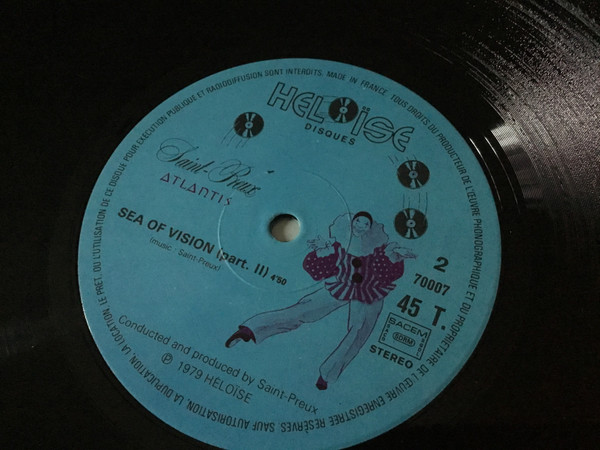 HELOÏSE
DISQUES
Saint-Preux
ATLANTIS
SEA OF VISION (part. II) 4'50
(music : Saint-Preux)
2
70007
45 T.
SACEM
SDRM
STEREO
Conducted and produced by Saint-Preux
℗ 1979 HELOÏSE
MADE IN FRANCE. TOUS DROITS DU PRODUCTEUR DE L'ŒUVRE PHONOGRAPHIQUE ET DU PROPRIETAIRE DE L'ŒUVRE ENREGISTREE RESERVES. SAUF AUTORISATION, LA DUPLICATION, LA LOCATION, LE PRET, OU L'UTILISATION DE CE DISQUE POUR EXECUTION PUBLIQUE ET RADIODIFFUSION SONT INTERDITS.